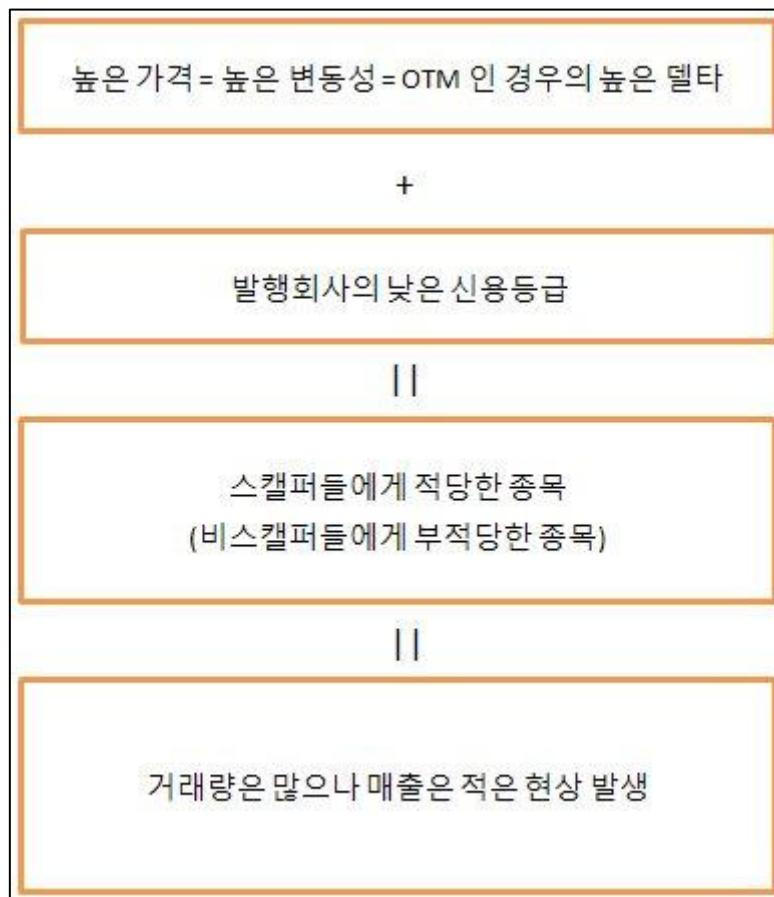 높은 가격 = 높은 변동성 = OTM 인 경우의 높은 델타
+
발행회사의 낮은 신용등급
||
스캘퍼들에게 적당한 종목
(비스캘퍼들에게 부적당한 종목)
||
거래량은 많으나 매출은 적은 현상 발생